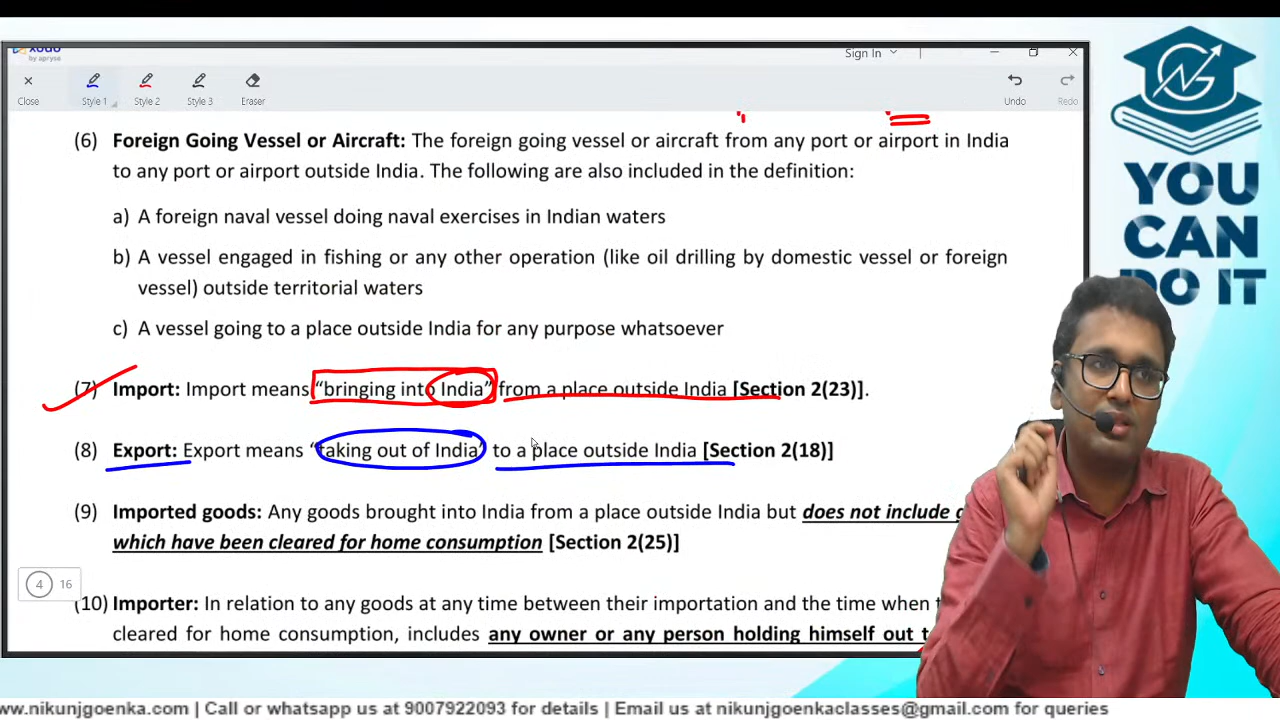 xodo
by apryse
Sign In
Close
Style 1
Style 2
Style 3
Eraser
Undo
Redo
(6) Foreign Going Vessel or Aircraft: The foreign going vessel or aircraft from any port or airport in India
to any port or airport outside India. The following are also included in the definition:
a) A foreign naval vessel doing naval exercises in Indian waters
b) A vessel engaged in fishing or any other operation (like oil drilling by domestic vessel or foreign
vessel) outside territorial waters
c) A vessel going to a place outside India for any purpose whatsoever
(7) Import: Import means “bringing into India” from a place outside India [Section 2(23)].
(8) Export: Export means “taking out of India” to a place outside India [Section 2(18)]
(9) Imported goods: Any goods brought into India from a place outside India but does not include
which have been cleared for home consumption [Section 2(25)]
4 16
(10) Importer: In relation to any goods at any time between their importation and the time when
cleared for home consumption, includes any owner or any person holding himself out
NG
YOU
CAN
DO IT
www.nikunjgoenka.com | Call or whatsapp us at 9007922093 for details | Email us at nikunjgoenkaclasses@gmail.com for queries